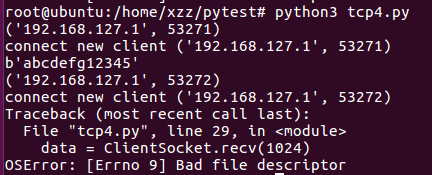 root@ubuntu:/home/xzz/pytest# python3 tcp4.py
('192.168.127.1', 53271)
connect new client ('192.168.127.1', 53271)
b'abcdefg12345'
('192.168.127.1', 53272)
connect new client ('192.168.127.1', 53272)
Traceback (most recent call last):
  File "tcp4.py", line 29, in <module>
    data = ClientSocket.recv(1024)
OSError: [Errno 9] Bad file descriptor